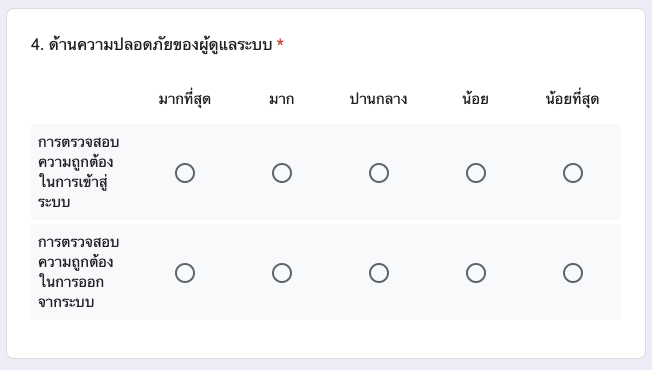 4. ด้านความปลอดภัยของผู้ดูแลระบบ *
มากที่สุด มาก ปานกลาง น้อย น้อยที่สุด
การตรวจสอบ
ความถูกต้อง
ในการเข้าสู่
ระบบ
การตรวจสอบ
ความถูกต้อง
ในการออก
จากระบบ